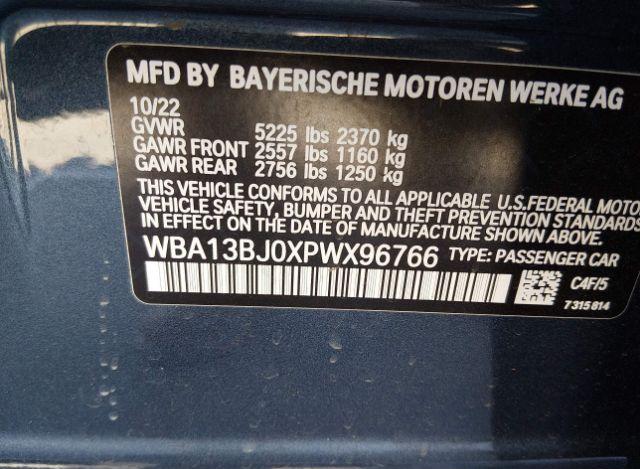 MFD BY BAYERISCHE MOTOREN WERKE AG
10/22
GVWR 5225 lbs 2370 kg
GAWR FRONT 2557 lbs 1160 kg
GAWR REAR 2756 lbs 1250 kg
THIS VEHICLE CONFORMS TO ALL APPLICABLE U.S.FEDERAL MOTO
VEHICLE SAFETY, BUMPER AND THEFT PREVENTION STANDARDS
IN EFFECT ON THE DATE OF MANUFACTURE SHOWN ABOVE.
WBA13BJ0XPWX96766 TYPE: PASSENGER CAR
C4F/5
7315814